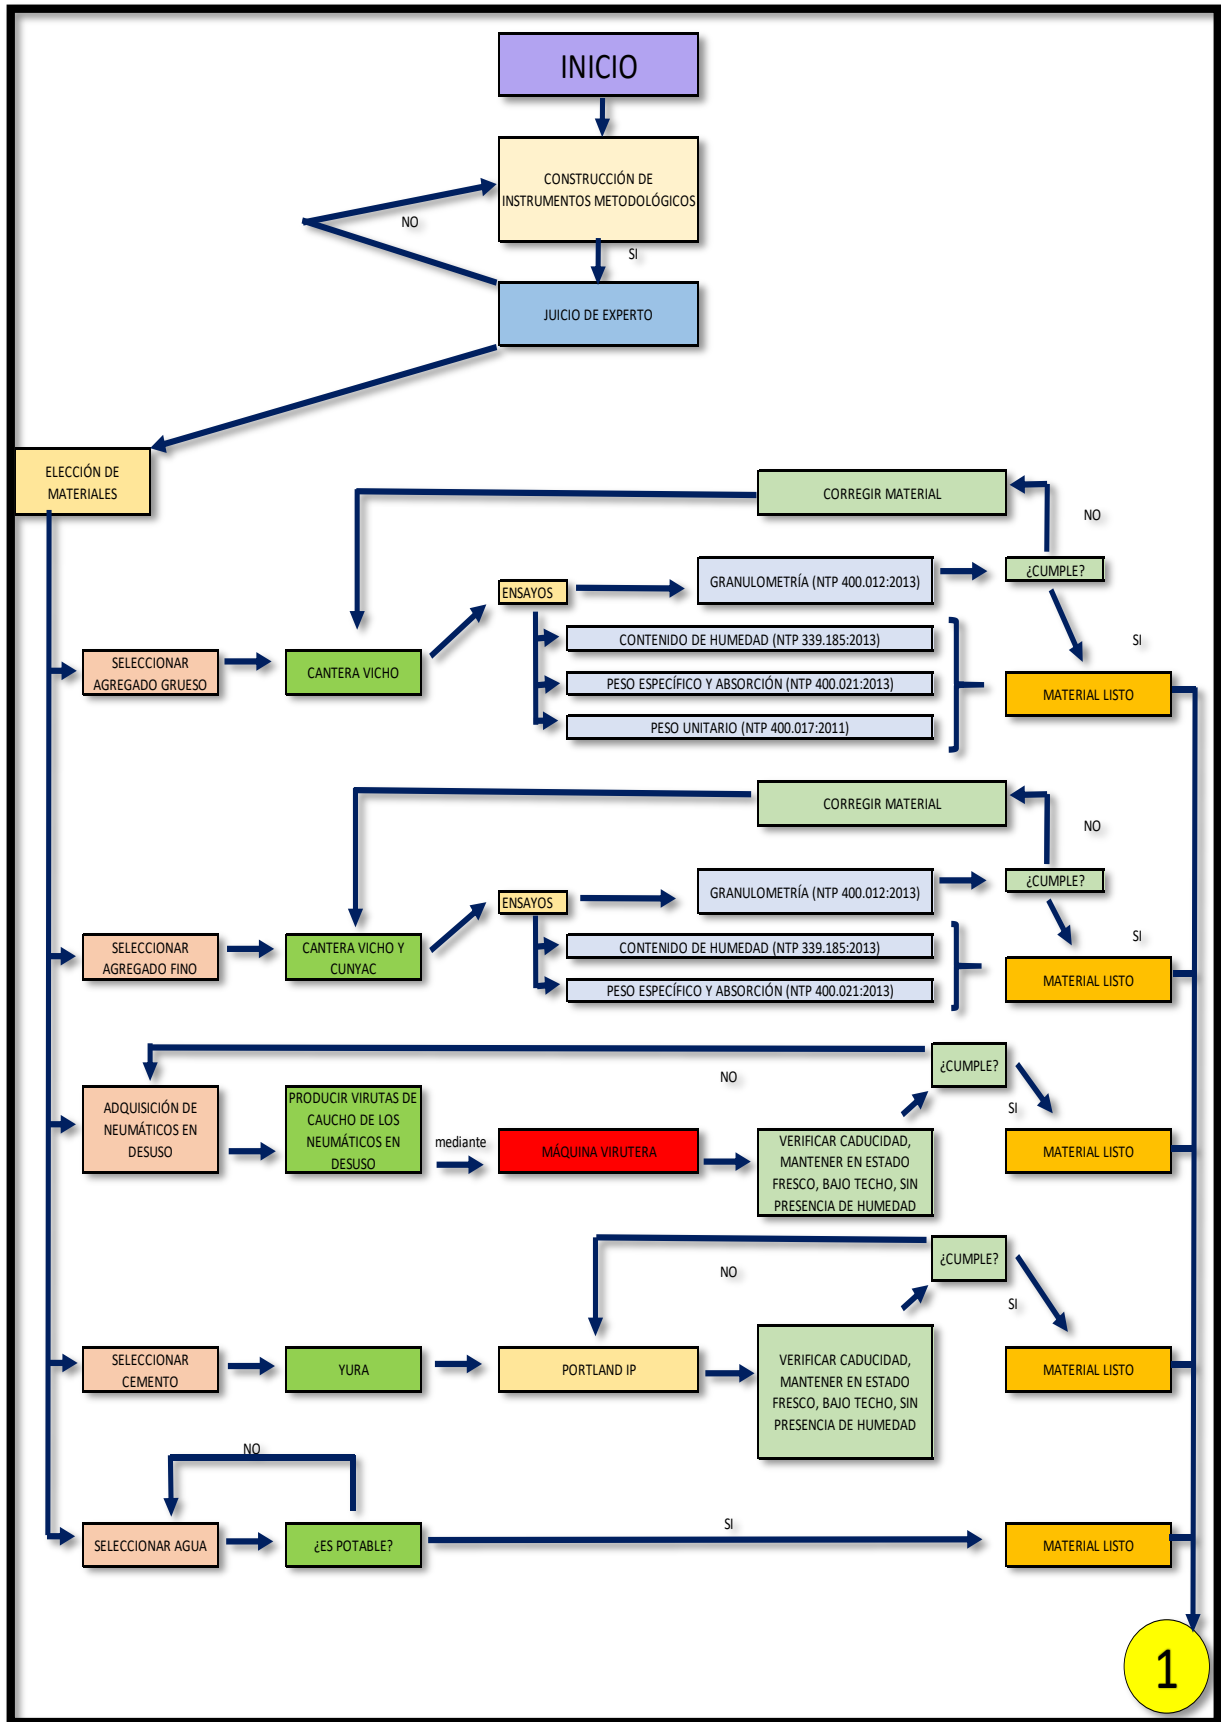 INICIO
CONSTRUCCIÓN DE
INSTRUMENTOS METODOLÓGICOS
NO
SI
JUICIO DE EXPERTO
ELECCIÓN DE
MATERIALES
CORREGIR MATERIAL
NO
ENSAYOS
GRANULOMETRÍA (NTP 400.012:2013)
¿CUMPLE?
CONTENIDO DE HUMEDAD (NTP 339.185:2013)
SI
SELECCIONAR
AGREGADO GRUESO
CANTERA VICHO
PESO ESPECÍFICO Y ABSORCIÓN (NTP 400.021:2013)
MATERIAL LISTO
PESO UNITARIO (NTP 400.017:2011)
CORREGIR MATERIAL
NO
ENSAYOS
GRANULOMETRÍA (NTP 400.012:2013)
¿CUMPLE?
SI
SELECCIONAR
AGREGADO FINO
CANTERA VICHO Y
CUNYAC
CONTENIDO DE HUMEDAD (NTP 339.185:2013)
PESO ESPECÍFICO Y ABSORCIÓN (NTP 400.021:2013)
MATERIAL LISTO
¿CUMPLE?
NO
SI
ADQUISICIÓN DE
NEUMÁTICOS EN
DESUSO
PRODUCIR VIRUTAS DE
CAUCHO DE LOS
NEUMÁTICOS EN
DESUSO
mediante
MÁQUINA VIRUTERA
VERIFICAR CADUCIDAD,
MANTENER EN ESTADO
FRESCO, BAJO TECHO, SIN
PRESENCIA DE HUMEDAD
MATERIAL LISTO
¿CUMPLE?
NO
SI
SELECCIONAR
CEMENTO
YURA
PORTLAND IP
VERIFICAR CADUCIDAD,
MANTENER EN ESTADO
FRESCO, BAJO TECHO, SIN
PRESENCIA DE HUMEDAD
MATERIAL LISTO
NO
SELECCIONAR AGUA
¿ES POTABLE?
SI
MATERIAL LISTO
1